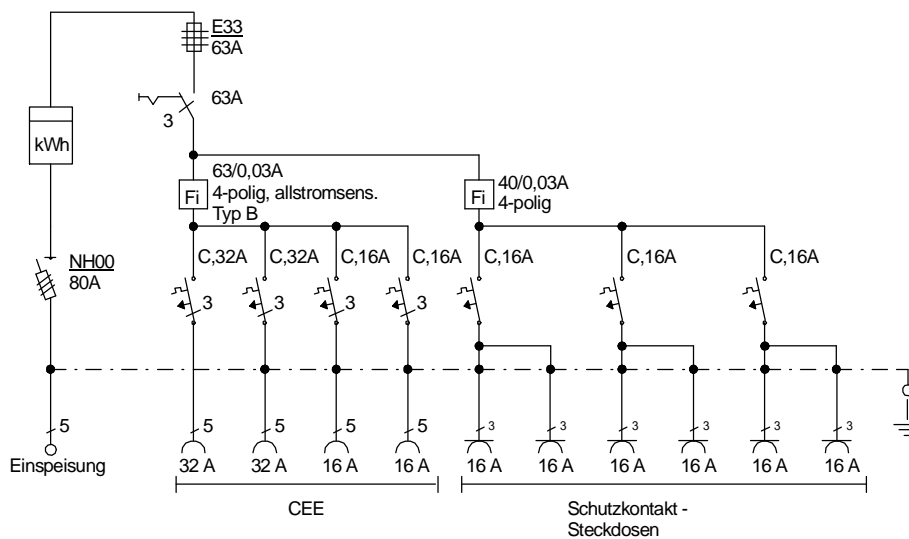 E33
63A
63A
3
kWh
63/0,03A
Fi
4-polig, allstromsens.
Typ B
40/0,03A
Fi
4-polig
NH00
80A
C,32A
C,32A
C,16A
C,16A
C,16A
C,16A
C,16A
3
3
3
3
5
5
5
5
5
3
3
3
3
3
3
Einspeisung
32 A
32 A
16 A
16 A
16 A
16 A
16 A
16 A
16 A
16 A
CEE
Schutzkontakt -
Steckdosen